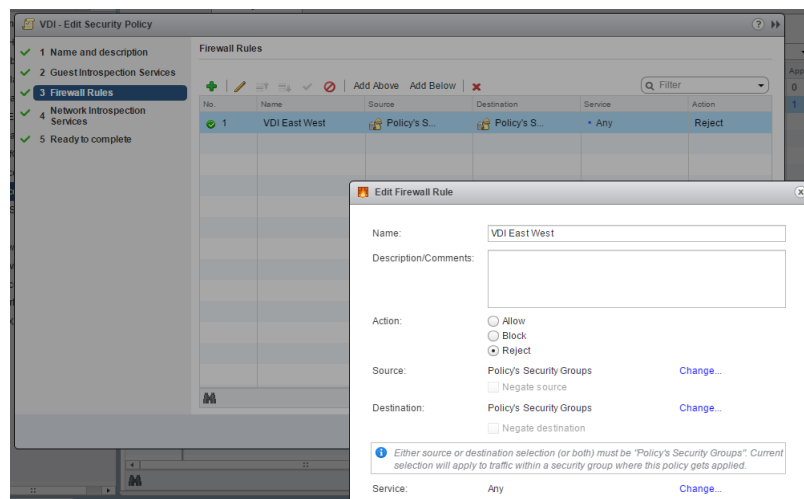 VDI - Edit Security Policy
1 Name and description
2 Guest Introspection Services
3 Firewall Rules
4 Network Introspection
Services
5 Ready to complete
Firewall Rules
Add Above Add Below Filter
No. Name Source Destination Service Action
1 VDI East West Policy's S... Policy's S... Any Reject
Edit Firewall Rule
Name: VDI East West
Description/Comments:
Action: Allow
Block
Reject
Source: Policy's Security Groups Change...
Negate source
Destination: Policy's Security Groups Change...
Negate destination
Either source or destination selection (or both) must be "Policy's Security Groups". Current
selection will apply to traffic within a security group where this policy gets applied.
Service: Any Change...
App
0
1